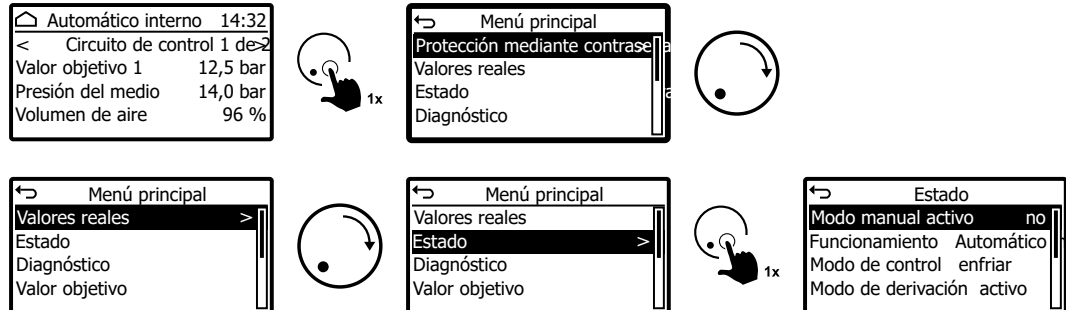 Automático interno 14:32
< Circuito de control 1 de 2 >
Valor objetivo 1 12,5 bar
Presión del medio 14,0 bar
Volumen de aire 96 %
1x
Menú principal
Protección mediante contraseña >
Valores reales
Estado
Diagnóstico
Menú principal
Valores reales >
Estado
Diagnóstico
Valor objetivo
Menú principal
Valores reales
Estado >
Diagnóstico
Valor objetivo
1x
Estado
Modo manual activo no
Funcionamiento Automático
Modo de control enfriar
Modo de derivación activo